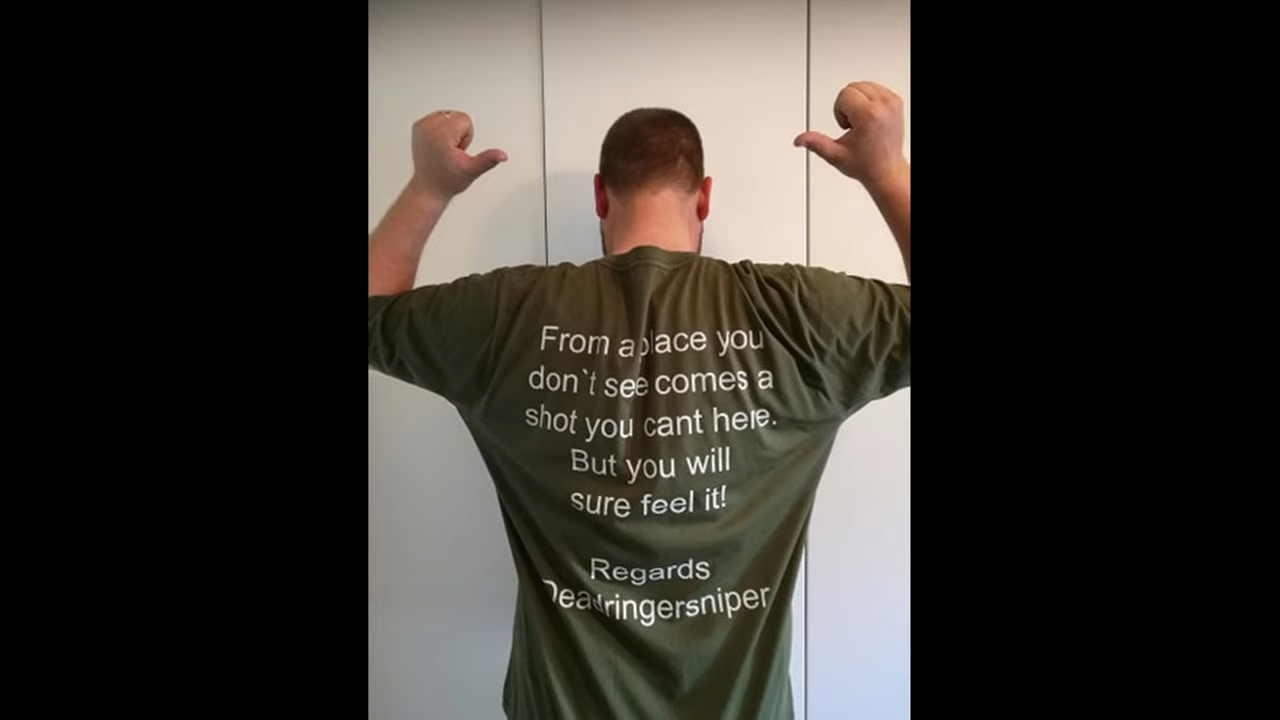 From a place you
don`t see comes a
shot you cant here.
But you will
sure feel it!
Regards
Deadringersniper